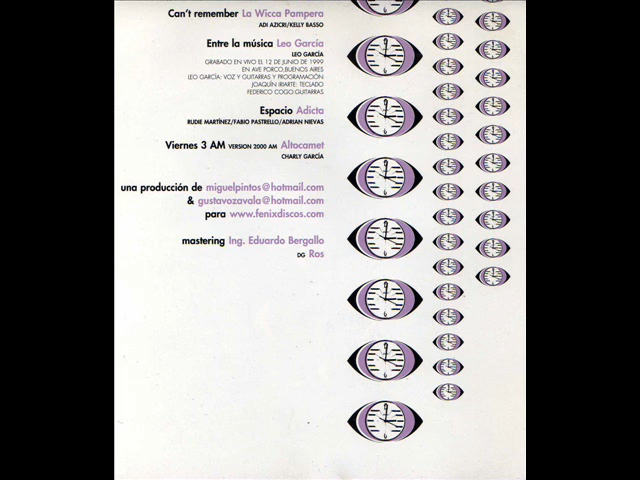 Can't remember La Wicca Pampera
ADI AZICRI/KELLY BASSO
Entre la música Leo García
LEO GARCÍA
GRABADO EN VIVO EL 12 DE JUNIO DE 1999
EN AVE PORCO,BUENOS AIRES
LEO GARCÍA: VOZ Y GUITARRAS Y PROGRAMACIÓN
JOAQUÍN IRIARTE: TECLADO
FEDERICO COGO:GUITARRAS
Espacio Adicta
RUDIE MARTÍNEZ/FABIO PASTRELLO/ADRIAN NIEVAS
Viernes 3 AM VERSION 2000 AM Altocamet
CHARLY GARCÍA
una producción de miguelpintos@hotmail.com
& gustavozavala@hotmail.com
para www.fenixdiscos.com
mastering Ing. Eduardo Bergallo
DG Ros